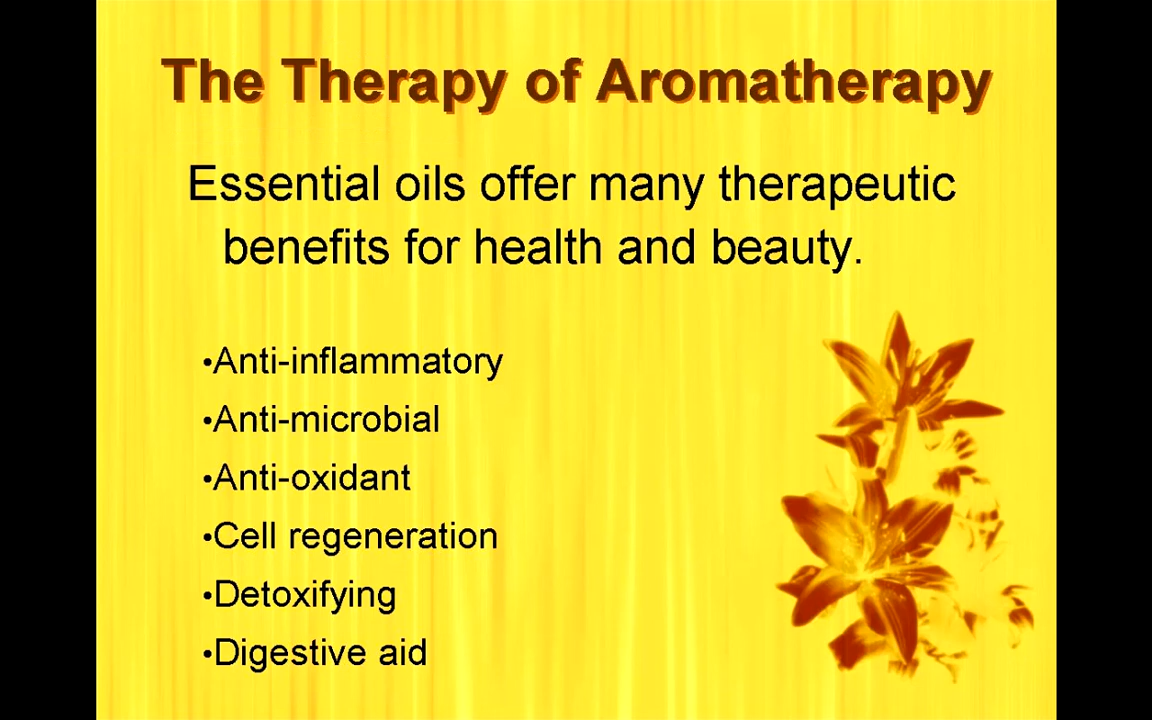 The Therapy of Aromatherapy
Essential oils offer many therapeutic
benefits for health and beauty.
•Anti-inflammatory
•Anti-microbial
•Anti-oxidant
•Cell regeneration
•Detoxifying
•Digestive aid